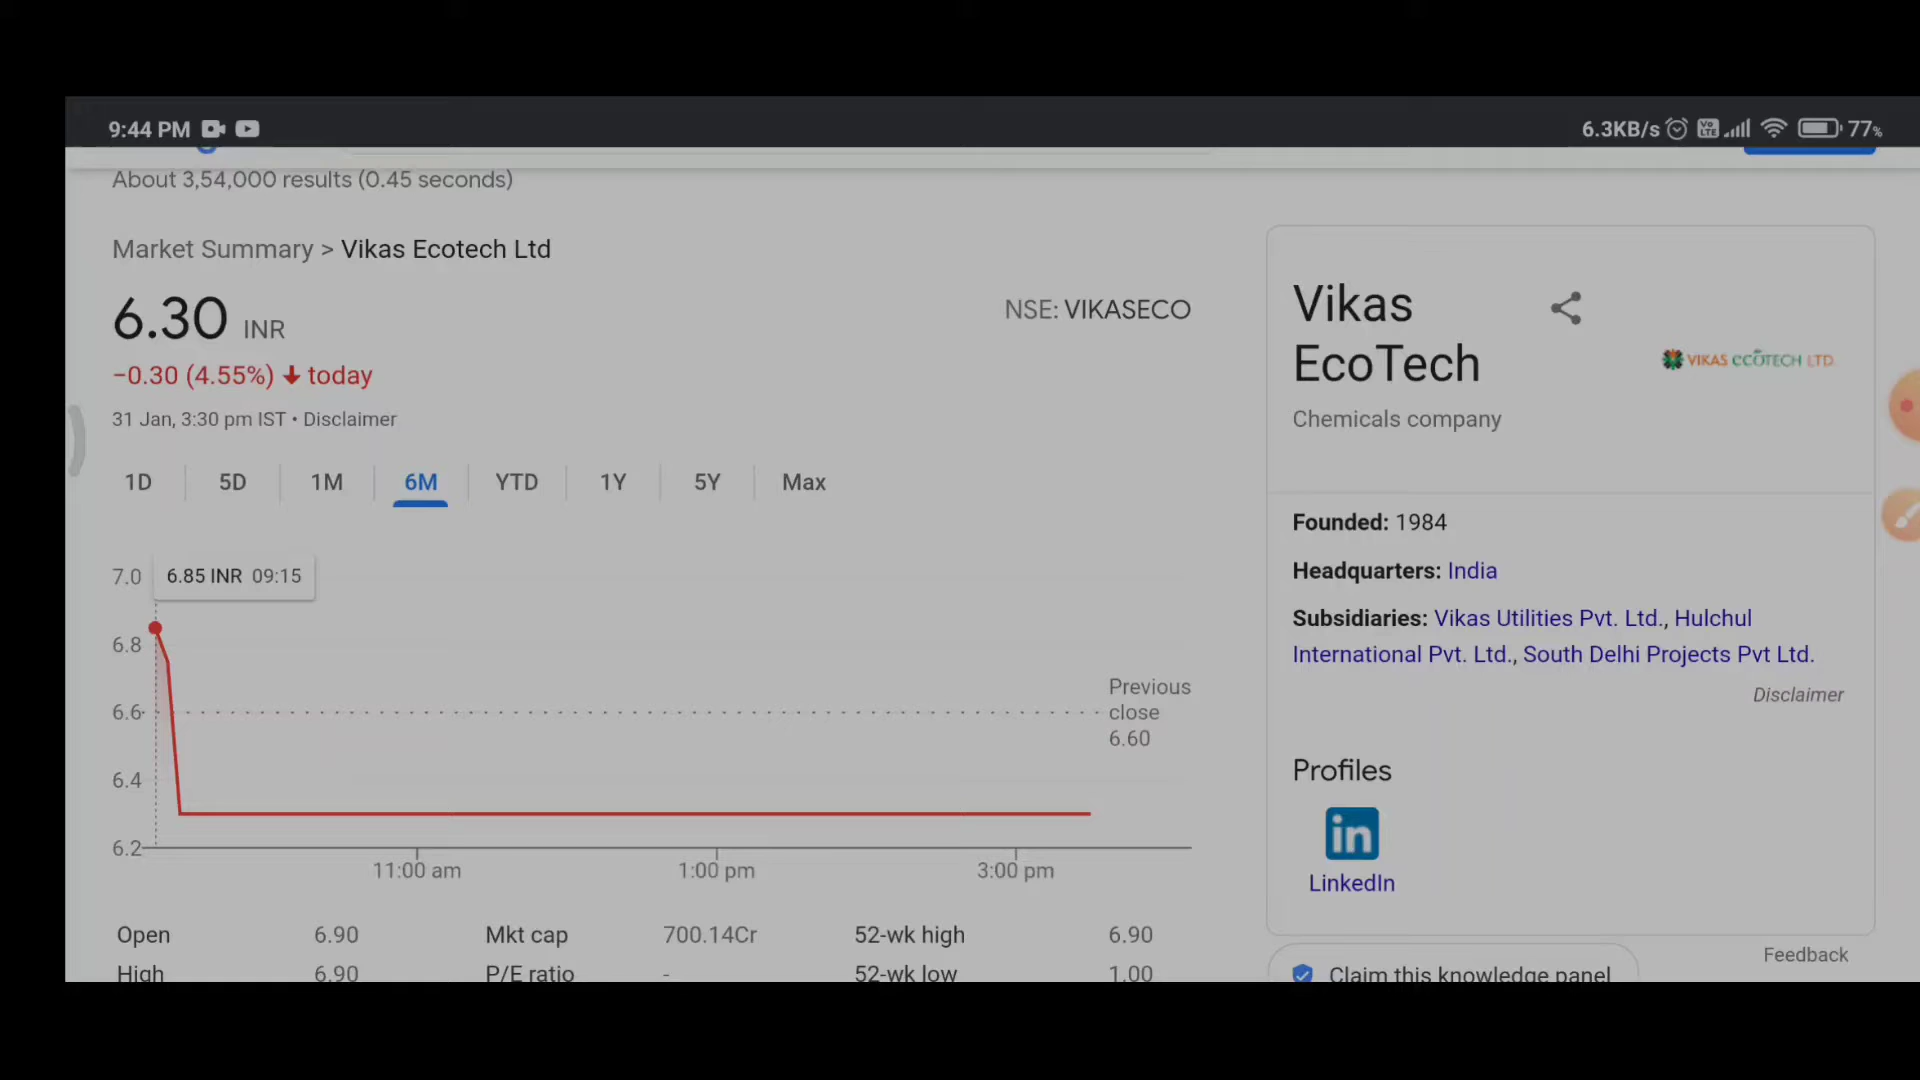 9:44 PM
6.3KB/s Vo LTE 77%
About 3,54,000 results (0.45 seconds)
Market Summary > Vikas Ecotech Ltd
6.30 INR
NSE: VIKASECO
−0.30 (4.55%) ↓ today
31 Jan, 3:30 pm IST • Disclaimer
1D 5D 1M 6M YTD 1Y 5Y Max
6.85 INR 09:15
7.0
6.8
6.6
6.4
6.2
Previous
close
6.60
11:00 am 1:00 pm 3:00 pm
Open 6.90 Mkt cap 700.14Cr 52-wk high 6.90
High 6.90 P/E ratio - 52-wk low 1.00
Vikas
EcoTech
VIKAS ECOTECH LTD
Chemicals company
Founded: 1984
Headquarters: India
Subsidiaries: Vikas Utilities Pvt. Ltd., Hulchul
International Pvt. Ltd., South Delhi Projects Pvt Ltd.
Disclaimer
Profiles
in
LinkedIn
Feedback
Claim this knowledge panel